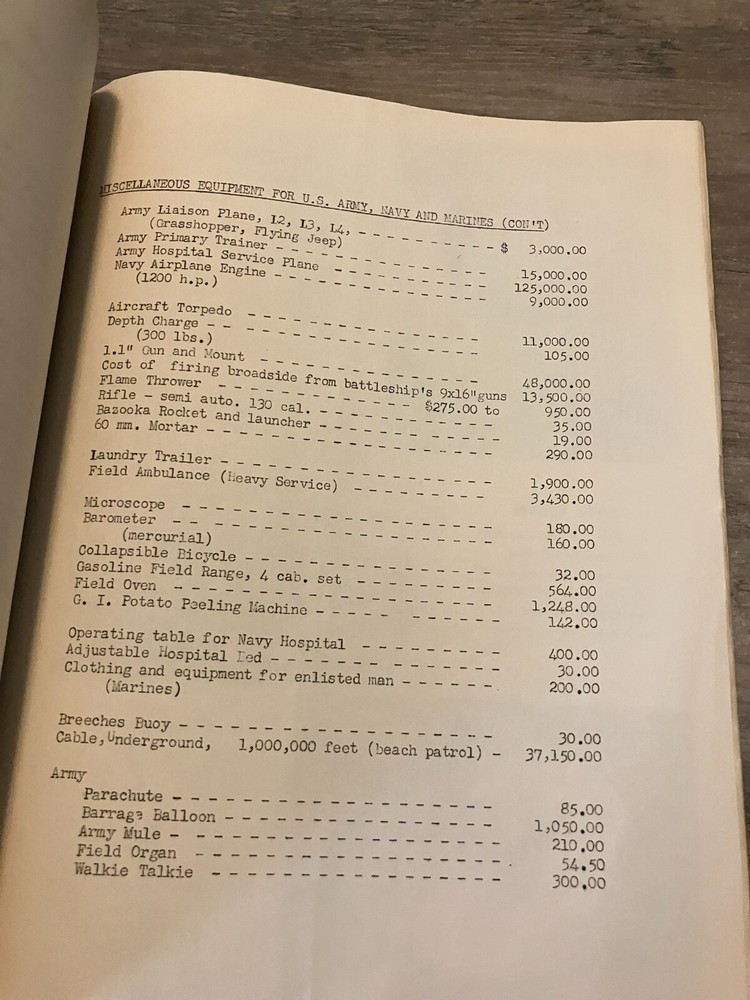 MISCELLANEOUS EQUIPMENT FOR U.S. ARMY, NAVY AND MARINES (CON'T)
Army Liaison Plane, L2, L3, L4, - - - - - - - - - - $ 3,000.00
(Grasshopper, Flying Jeep)
Army Primary Trainer - - - - - - - - - - - - - - 15,000.00
Army Hospital Service Plane - - - - - - - - - - 125,000.00
Navy Airplane Engine - - - - - - - - - - - - - - 9,000.00
(1200 h.p.)
Aircraft Torpedo - - - - - - - - - - - - - - - - 11,000.00
Depth Charge - - - - - - - - - - - - - - - - - - 105.00
(300 lbs.)
1.1" Gun and Mount - - - - - - - - - - - - - - - 48,000.00
Cost of firing broadside from battleship's 9x16"guns 13,500.00
Flame Thrower - - - - - - - - - - - - $275.00 to 950.00
Rifle - semi auto. 130 cal. - - - - - - - - - - 35.00
Bazooka Rocket and launcher - - - - - - - - - - 19.00
60 mm. Mortar - - - - - - - - - - - - - - - - - 290.00
Laundry Trailer - - - - - - - - - - - - - - - - 1,900.00
Field Ambulance (Heavy Service) - - - - - - - - 3,430.00
Microscope - - - - - - - - - - - - - - - - - - 180.00
Barometer - - - - - - - - - - - - - - - - - - 160.00
(mercurial)
Collapsible Bicycle - - - - - - - - - - - - - - 32.00
Gasoline Field Range, 4 cab. set - - - - - - - - 564.00
Field Oven - - - - - - - - - - - - - - - - - - 1,248.00
G. I. Potato Peeling Machine - - - - - - - - - 142.00
Operating table for Navy Hospital - - - - - - - 400.00
Adjustable Hospital Bed - - - - - - - - - - - - 30.00
Clothing and equipment for enlisted man - - - - - - 200.00
(Marines)
Breeches Buoy - - - - - - - - - - - - - - - - - 30.00
Cable,Underground, 1,000,000 feet (beach patrol) - 37,150.00
Army
Parachute - - - - - - - - - - - - - - - - - - 85.00
Barrage Balloon - - - - - - - - - - - - - - - 1,050.00
Army Mule - - - - - - - - - - - - - - - - - - 210.00
Field Organ - - - - - - - - - - - - - - - - - 54.50
Walkie Talkie - - - - - - - - - - - - - - - - 300.00